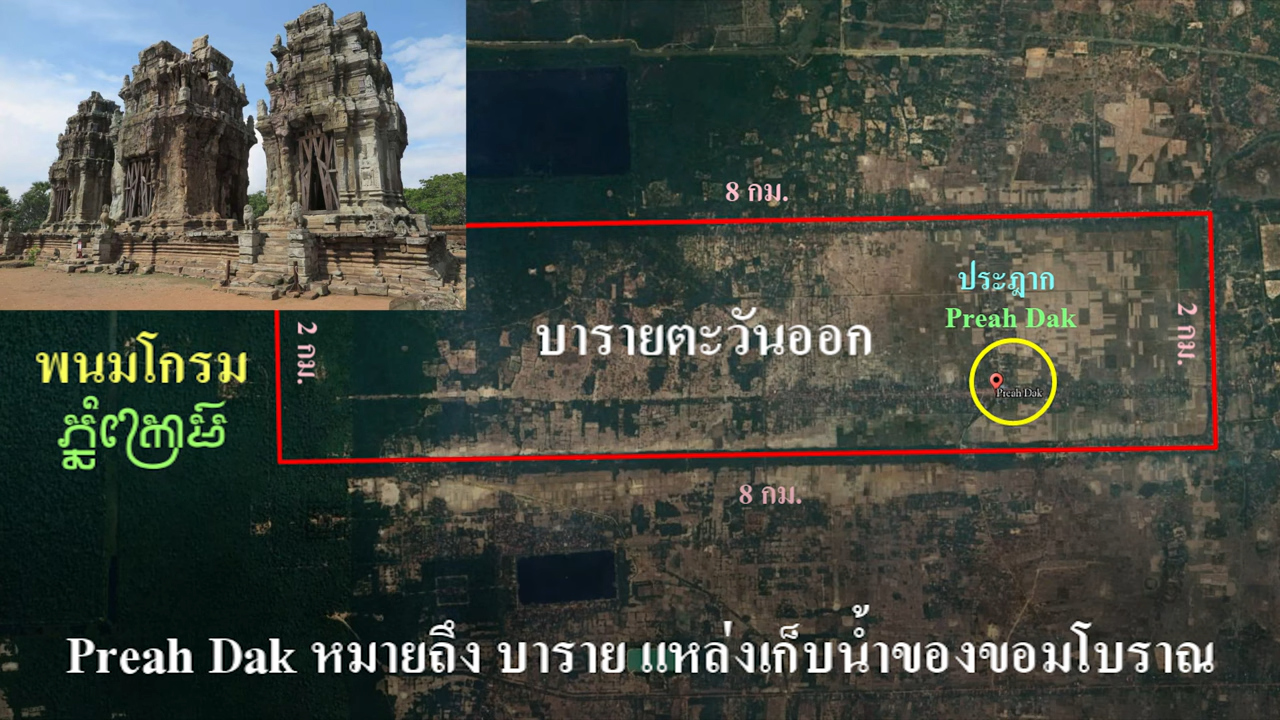 8 กม.
ประฎาก
Preah Dak
2 กม.
บารายตะวันออก
2 กม.
พนมโกรม
ភ្នំក្រោម
Preah Dak
8 กม.
Preah Dak หมายถึง บาราย แหล่งเก็บน้ำของขอมโบราณ